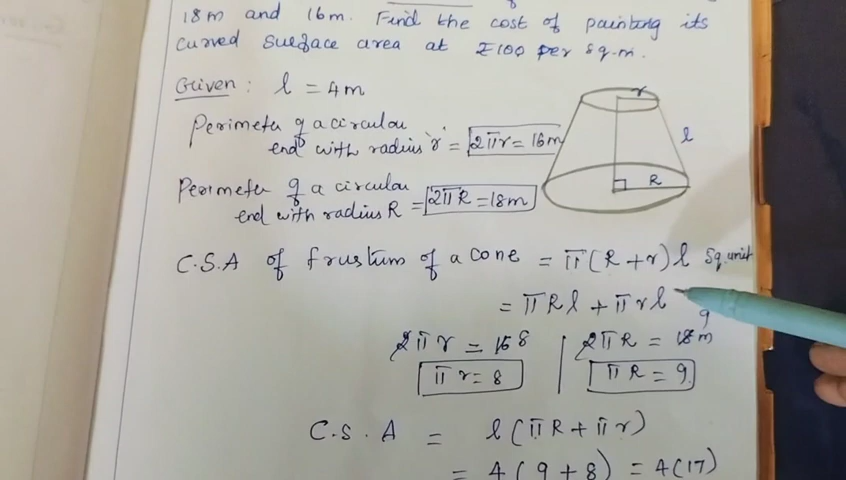 18m and 16m. Find the cost of painting its
curved surface area at ₹100 per sq.m.
Given : l = 4m
Perimeter of a circular
end with radius 'r' = 2πr = 16m
Perimeter of a circular
end with radius R = 2πR = 18m
r
l
R
C.S.A of frustum of a cone = π(R+r)l Sq.unit
= πRl + πrl
2πr = 16 8 | 2πR = 18m 9
πr = 8 | πR = 9
C.S.A = l(πR + πr)
= 4(9+8) = 4(17)